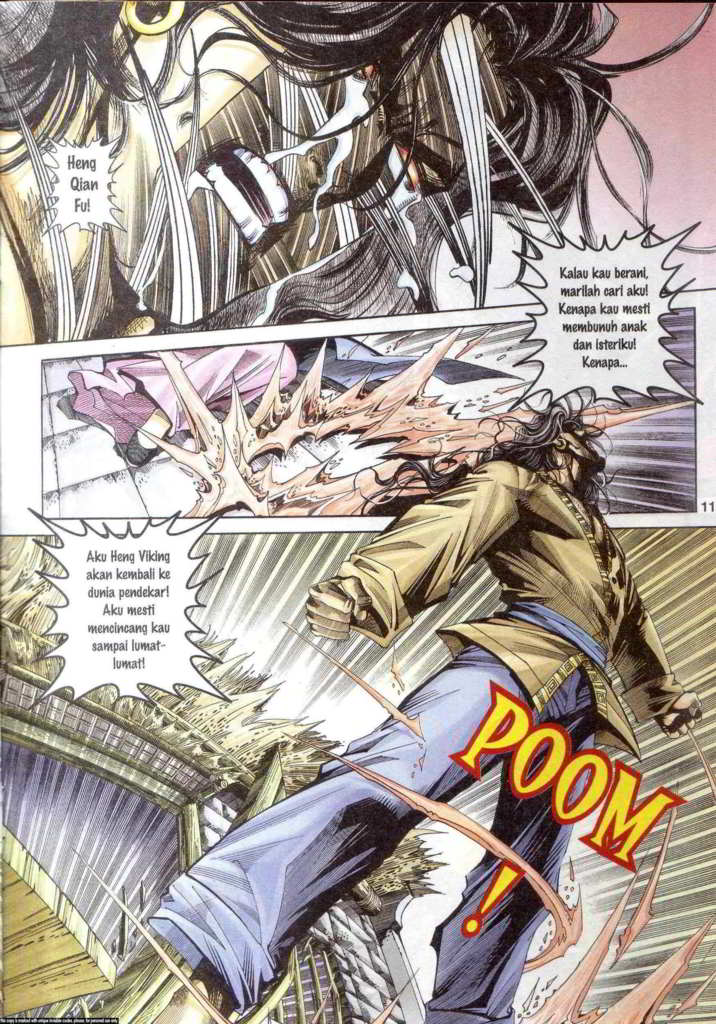 Heng
Qian
Fu!
Kalau kau berani,
marilah cari aku!
Kenapa kau mesti
membunuh anak
dan isteriku!
Kenapa...
11
Aku Heng Viking
akan kembali ke
dunia pendekar!
Aku mesti
mencincang kau
sampai lumat-
lumat!
POOM
!